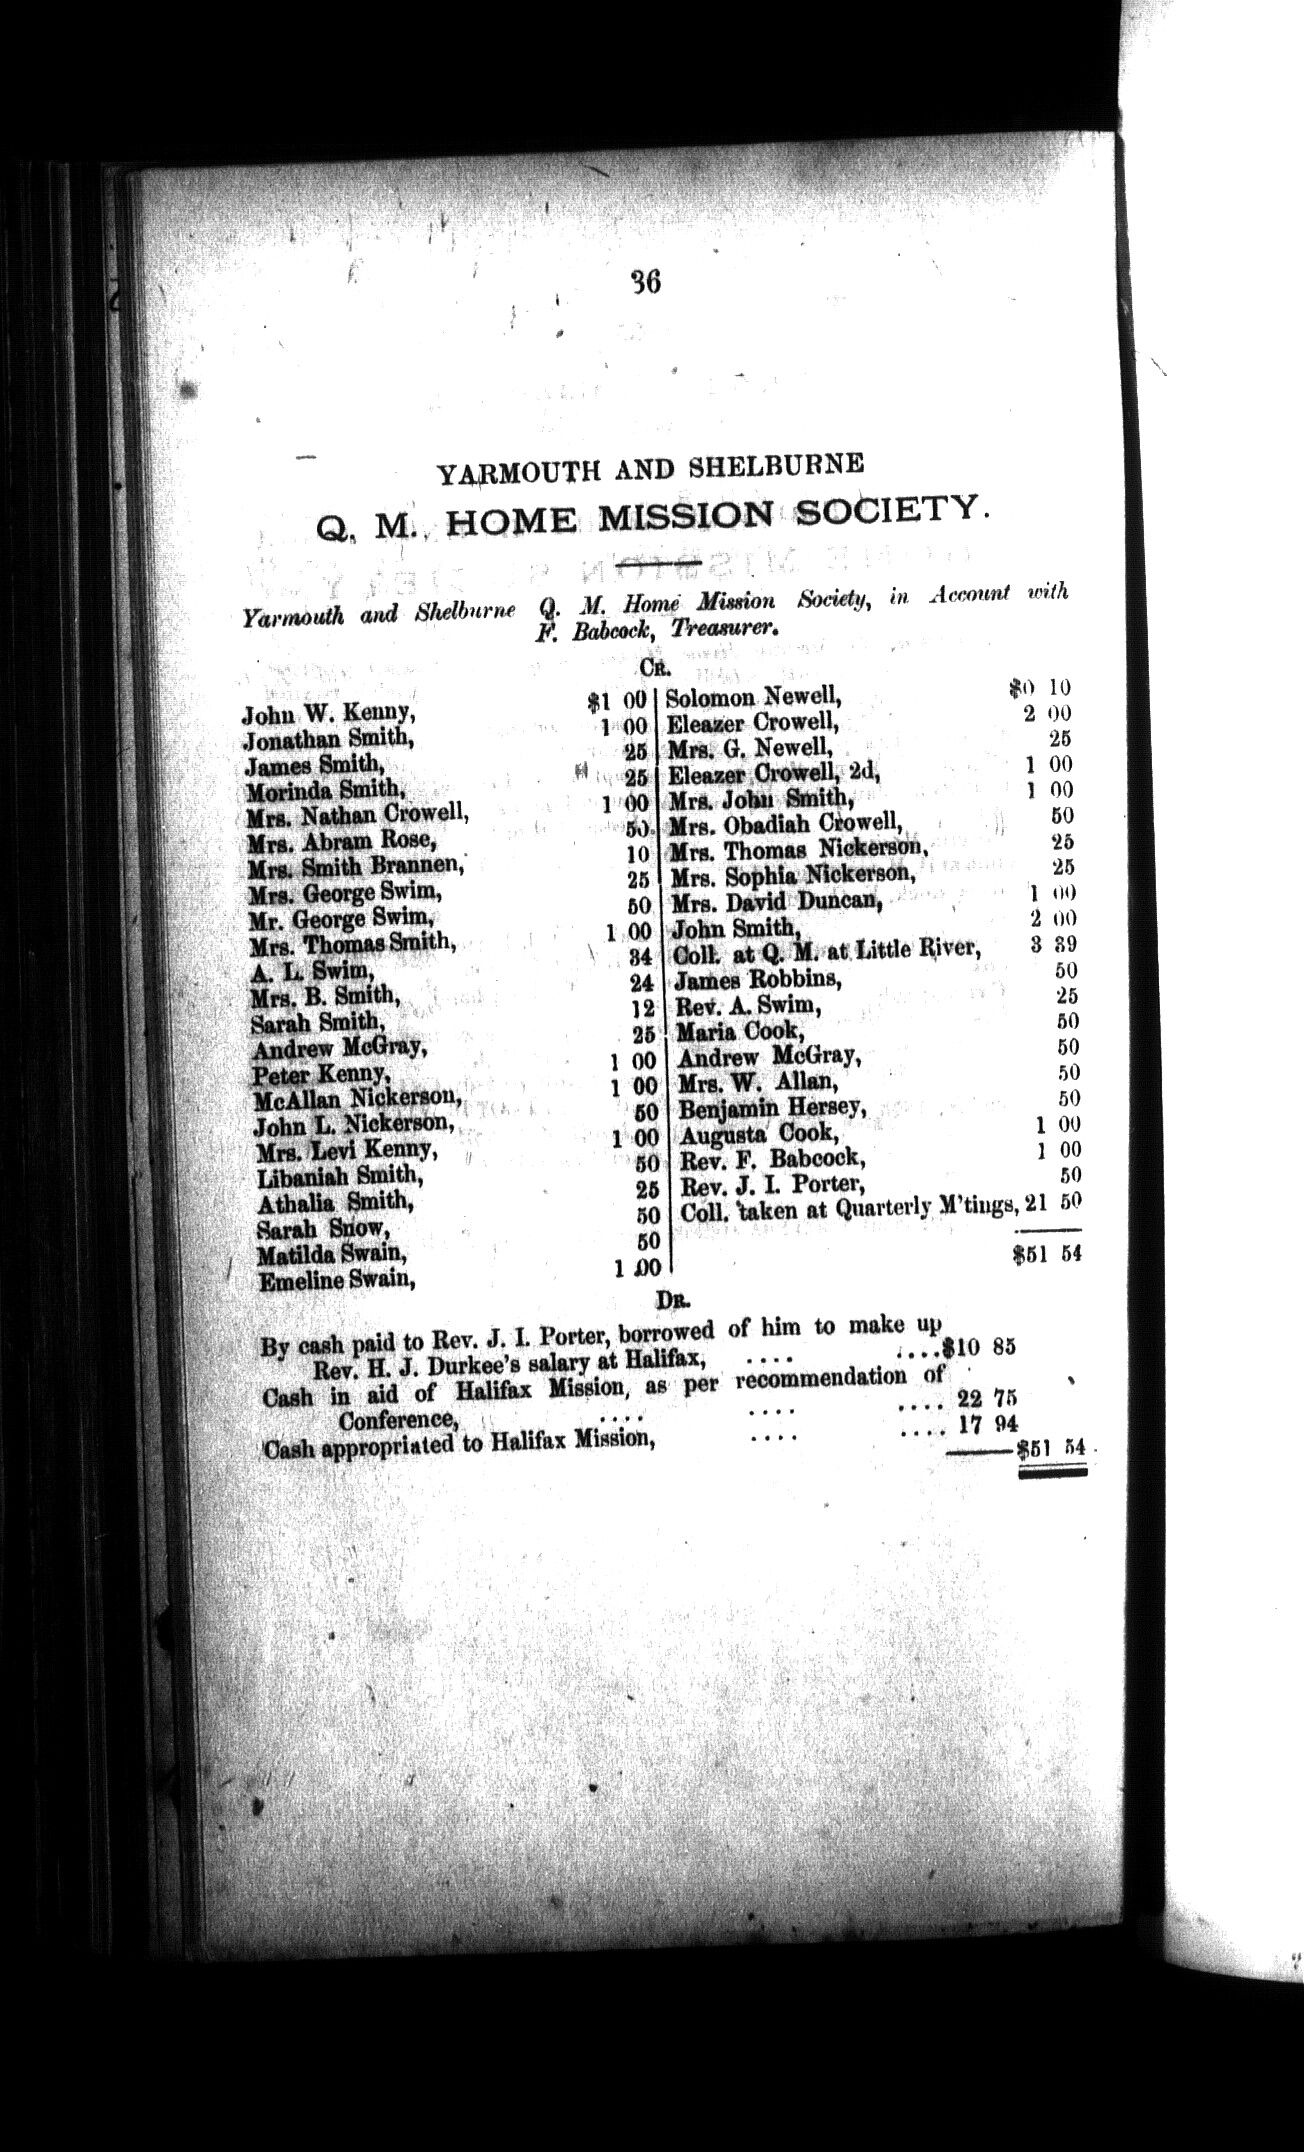 36
YARMOUTH AND SHELBURNE
Q. M. HOME MISSION SOCIETY.
Yarmouth and Shelburne Q. M. Home Mission Society, in Account with
F. Babcock, Treasurer.
CR.
John W. Kenny, $1 00
Jonathan Smith, 1 00
James Smith, 25
Morinda Smith, 25
Mrs. Nathan Crowell, 1 00
Mrs. Abram Rose, 50
Mrs. Smith Brannen, 10
Mrs. George Swim, 25
Mr. George Swim, 50
Mrs. Thomas Smith, 1 00
A. L. Swim, 34
Mrs. B. Smith, 24
Sarah Smith, 12
Andrew McGray, 25
Peter Kenny, 1 00
McAllan Nickerson, 1 00
John L. Nickerson, 50
Mrs. Levi Kenny, 1 00
Libaniah Smith, 50
Athalia Smith, 25
Sarah Snow, 50
Matilda Swain, 50
Emeline Swain, 1 00
Solomon Newell, $0 10
Eleazer Crowell, 2 00
Mrs. G. Newell, 25
Eleazer Crowell, 2d, 1 00
Mrs. John Smith, 1 00
Mrs. Obadiah Crowell, 50
Mrs. Thomas Nickerson, 25
Mrs. Sophia Nickerson, 25
Mrs. David Duncan, 1 00
John Smith, 2 00
Coll. at Q. M. at Little River, 3 39
James Robbins, 50
Rev. A. Swim, 25
Maria Cook, 50
Andrew McGray, 50
Mrs. W. Allan, 50
Benjamin Hersey, 50
Augusta Cook, 1 00
Rev. F. Babcock, 1 00
Rev. J. I. Porter, 50
Coll. taken at Quarterly M'tings, 21 50
$51 54
DR.
By cash paid to Rev. J. I. Porter, borrowed of him to make up
Rev. H. J. Durkee's salary at Halifax, .... ....$10 85
Cash in aid of Halifax Mission, as per recommendation of
Conference, .... .... .... 22 75
Cash appropriated to Halifax Mission, .... .... 17 94
$51 54